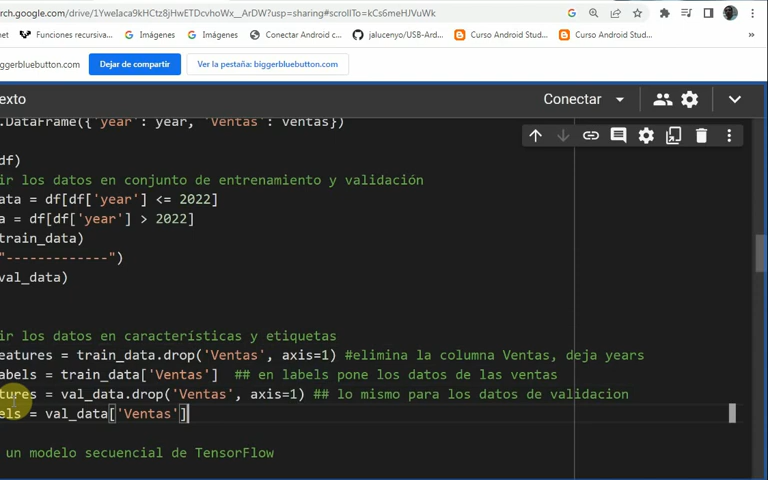 rch.google.com/drive/1YweIaca9kHCtz8jHwETDcvhoWx__ArDW?usp=sharing#scrollTo=kCs6meHJVuWk
net Funciones recursiva... Imágenes Imágenes Conectar Android c... jalucenyo/USB-Ard... Curso Android Stud... Curso Android Stud... »
ggerbluebutton.com Dejar de compartir Ver la pestaña: biggerbluebutton.com
exto Conectar
.DataFrame({'year': year, 'Ventas': ventas})
df)
ir los datos en conjunto de entrenamiento y validación
ata = df[df['year'] <= 2022]
a = df[df['year'] > 2022]
train_data)
"-------------")
val_data)
ir los datos en características y etiquetas
eatures = train_data.drop('Ventas', axis=1) #elimina la columna Ventas, deja years
abels = train_data['Ventas'] ## en labels pone los datos de las ventas
tures = val_data.drop('Ventas', axis=1) ## lo mismo para los datos de validacion
els = val_data['Ventas']
un modelo secuencial de TensorFlow